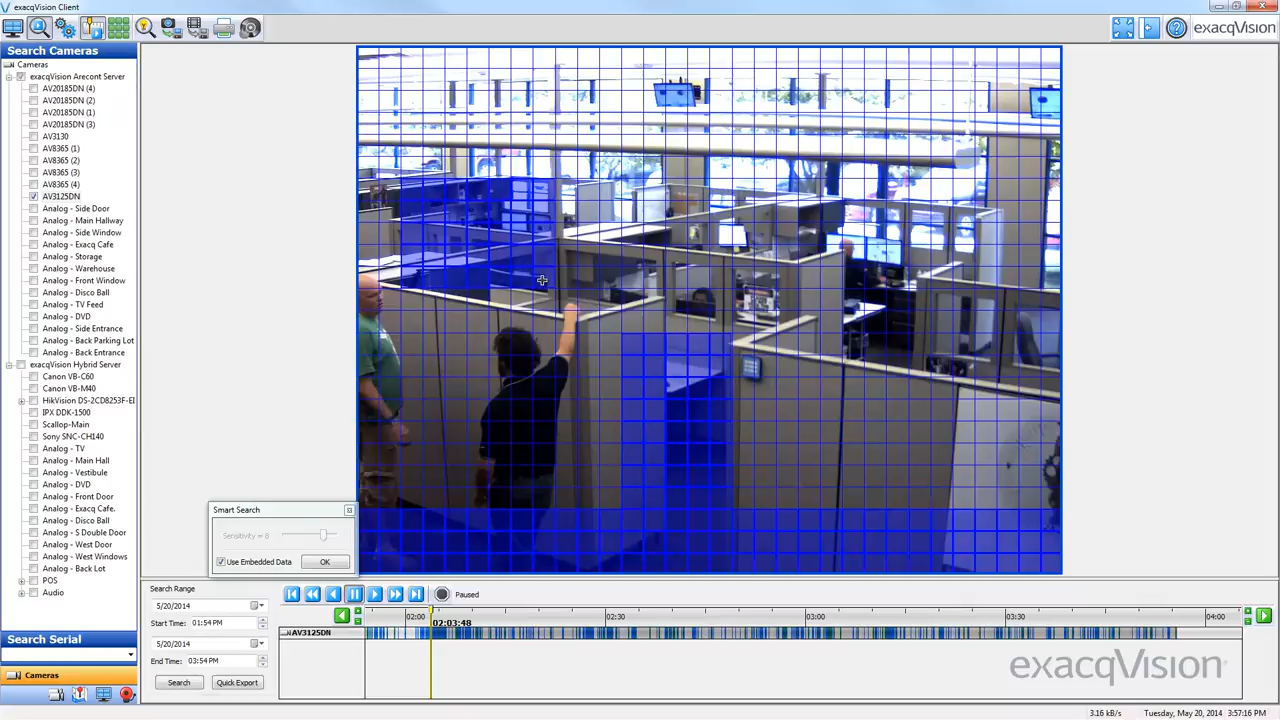 exacqVision Client
exacqVision
Search Cameras
Cameras
exacqVision Arecont Server
AV20185DN (4)
AV20185DN (2)
AV20185DN (1)
AV20185DN (3)
AV3130
AV8365 (1)
AV8365 (2)
AV8365 (3)
AV8365 (4)
AV3125DN
Analog - Side Door
Analog - Main Hallway
Analog - Side Window
Analog - Exacq Cafe
Analog - Storage
Analog - Warehouse
Analog - Front Window
Analog - Disco Ball
Analog - TV Feed
Analog - DVD
Analog - Side Entrance
Analog - Back Parking Lot
Analog - Back Entrance
exacqVision Hybrid Server
Canon VB-C60
Canon VB-M40
HikVision DS-2CD8253F-EI
IPX DDK-1500
Scallop-Main
Sony SNC-CH140
Analog - TV
Analog - Main Hall
Analog - Vestibule
Analog - DVD
Analog - Front Door
Analog - Exacq Cafe.
Analog - Disco Ball
Analog - S Double Door
Analog - West Door
Analog - West Windows
Analog - Back Lot
POS
Audio
Search Serial
Cameras
Smart Search
Sensitivity = 8
Use Embedded Data
OK
Search Range
5/20/2014
Start Time: 01:54 PM
5/20/2014
End Time: 03:54 PM
Search
Quick Export
Paused
02:00
02:30
03:00
03:30
04:00
02:03:48
AV3125DN
exacqVision
3.16 kB/s
Tuesday, May 20, 2014
3:57:16 PM